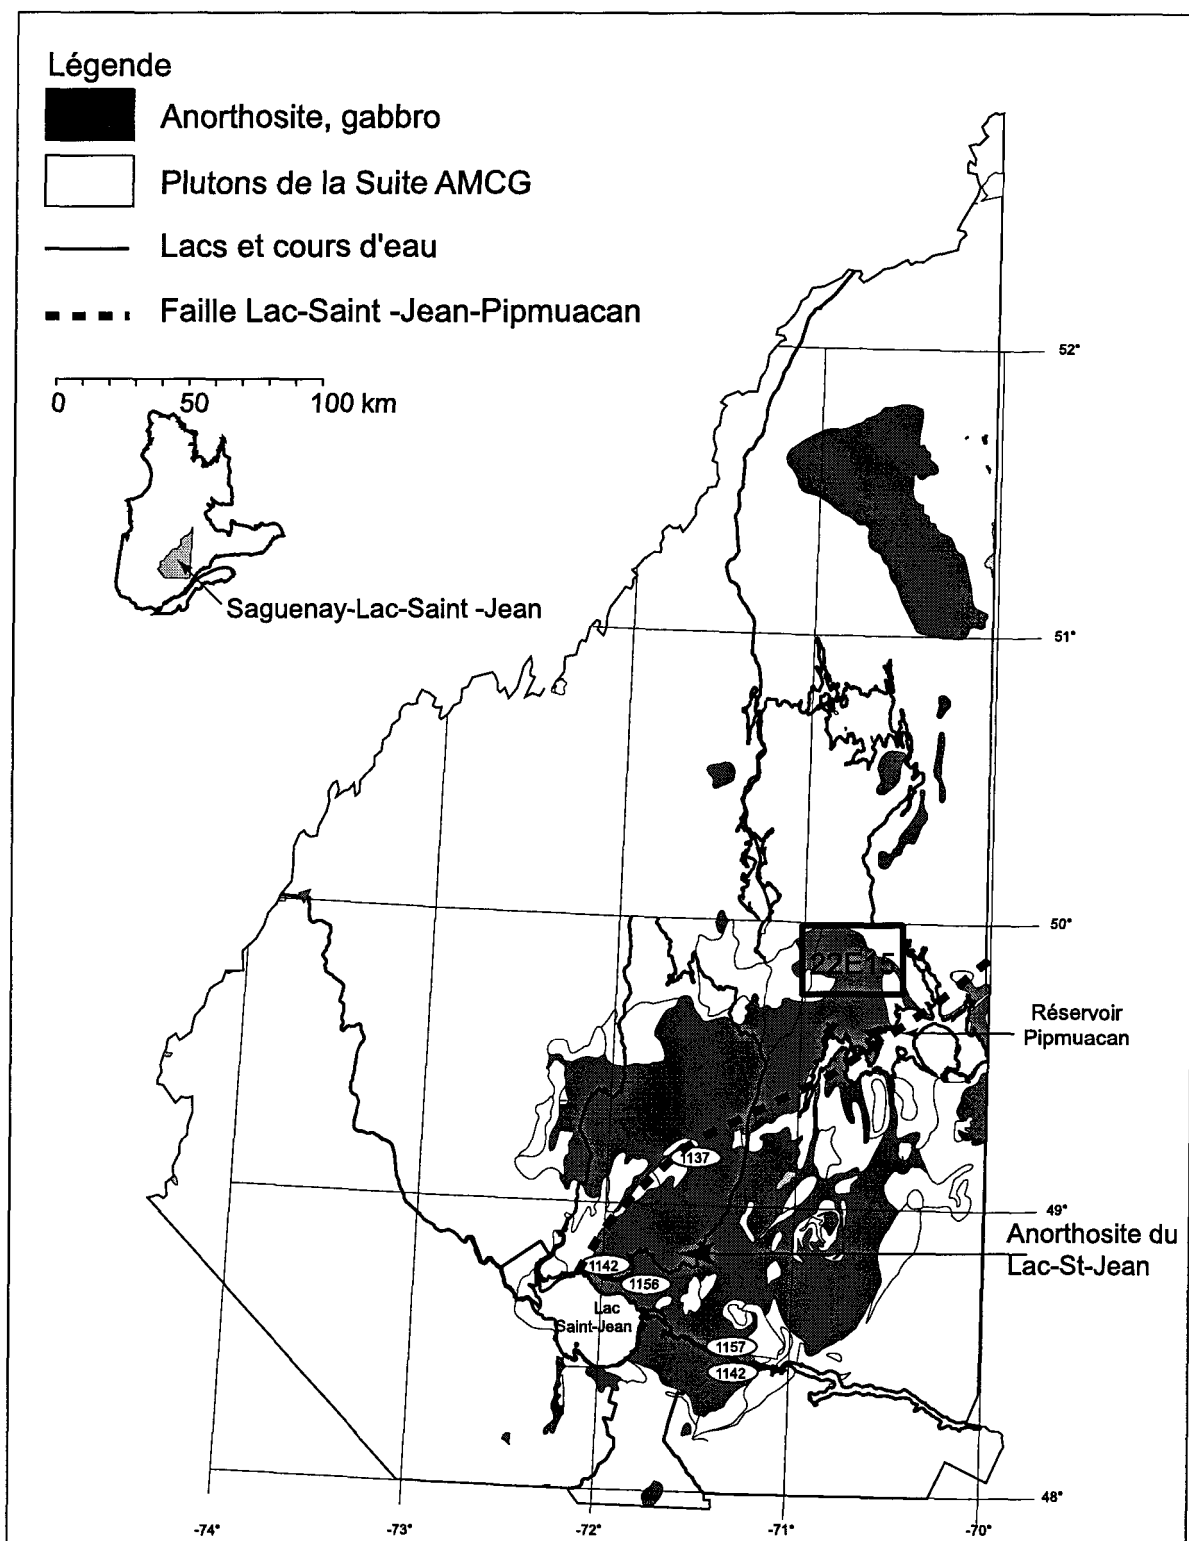 Légende
Anorthosite, gabbro
Plutons de la Suite AMCG
Lacs et cours d'eau
Faille Lac-Saint -Jean-Pipmuacan
0 50 100 km
52°
Saguenay-Lac-Saint -Jean
51°
50°
22E15
Réservoir
Pipmuacan
1137
49°
Anorthosite du
Lac-St-Jean
1142
1156
Lac
Saint-Jean
1157
1142
48°
-74° -73° -72° -71° -70°